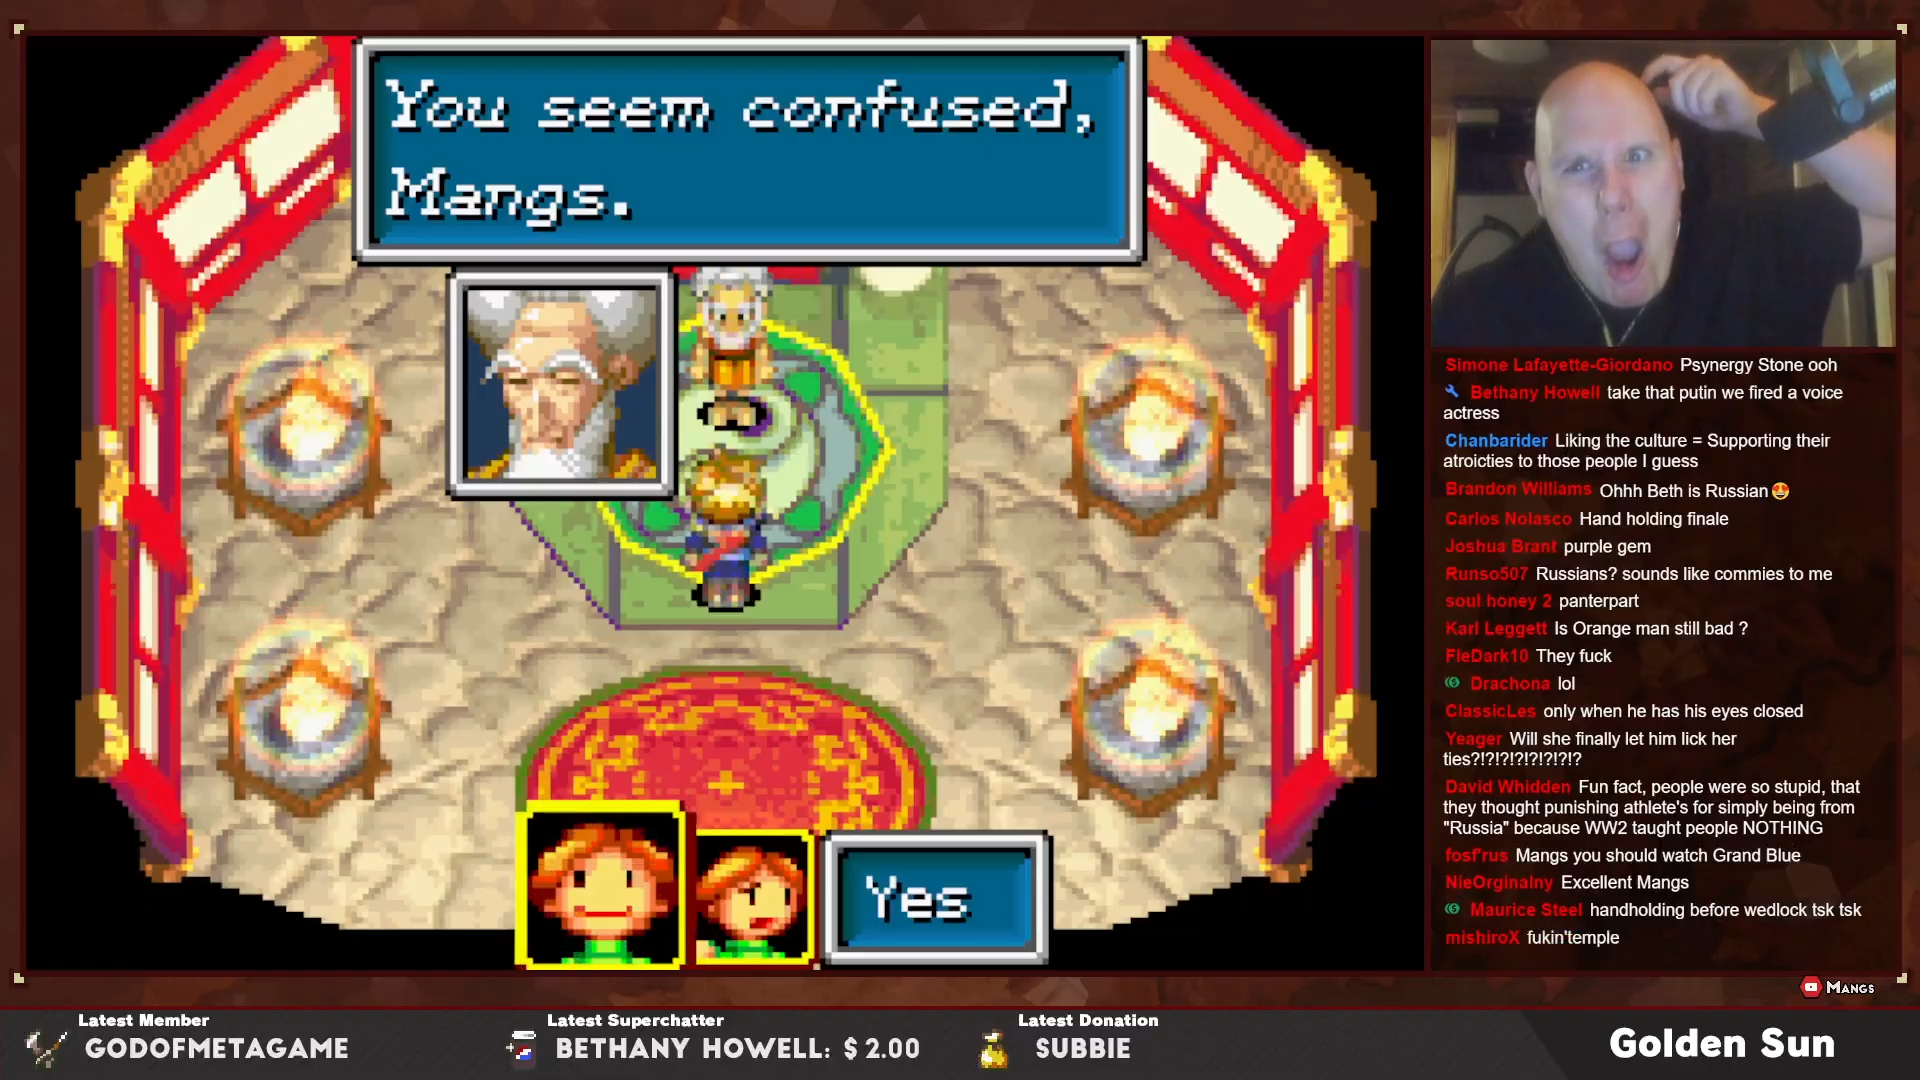 You seem confused,
Mangs.
Yes
Simone Lafayette-Giordano Psynergy Stone ooh
Bethany Howell take that putin we fired a voice
actress
Chanbarider Liking the culture = Supporting their
atroicties to those people I guess
Brandon Williams Ohhh Beth is Russian😍
Carlos Nolasco Hand holding finale
Joshua Brant purple gem
Runso507 Russians? sounds like commies to me
soul honey 2 panterpart
Karl Leggett Is Orange man still bad ?
FieDark10 They fuck
Drachona lol
ClassicLes only when he has his eyes closed
Yeager Will she finally let him lick her
ties?!?!?!?!?!?!?!?
David Whidden Fun fact, people were so stupid, that
they thought punishing athlete's for simply being from
"Russia" because WW2 taught people NOTHING
fosf'rus Mangs you should watch Grand Blue
NieOrginalny Excellent Mangs
Maurice Steel handholding before wedlock tsk tsk
mishiroX fukin'temple
MANGS
Latest Member
GODOFMETAGAME
Latest Superchatter
BETHANY HOWELL: $ 2.00
Latest Donation
SUBBIE
Golden Sun